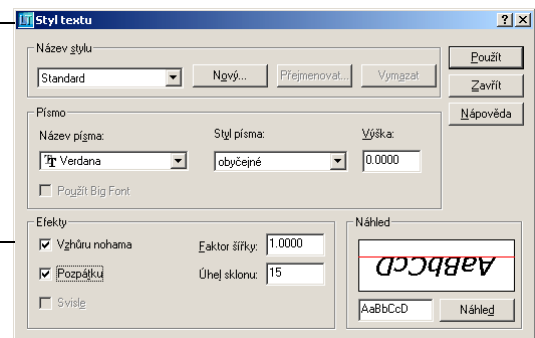 LT Styl textu
Název stylu
Standard Nový... Přejmenovat... Vymazat Použít
Zavřít
Nápověda
Písmo
Název písma: Styl písma: Výška:
Verdana obyčejné 0.0000
Použít Big Font
Efekty
Vzhůru nohama Faktor šířky: 1.0000
Pozpátku Úhel sklonu: 15
Svisle
Náhled
AaBbCcD
AaBbCcD Náhled